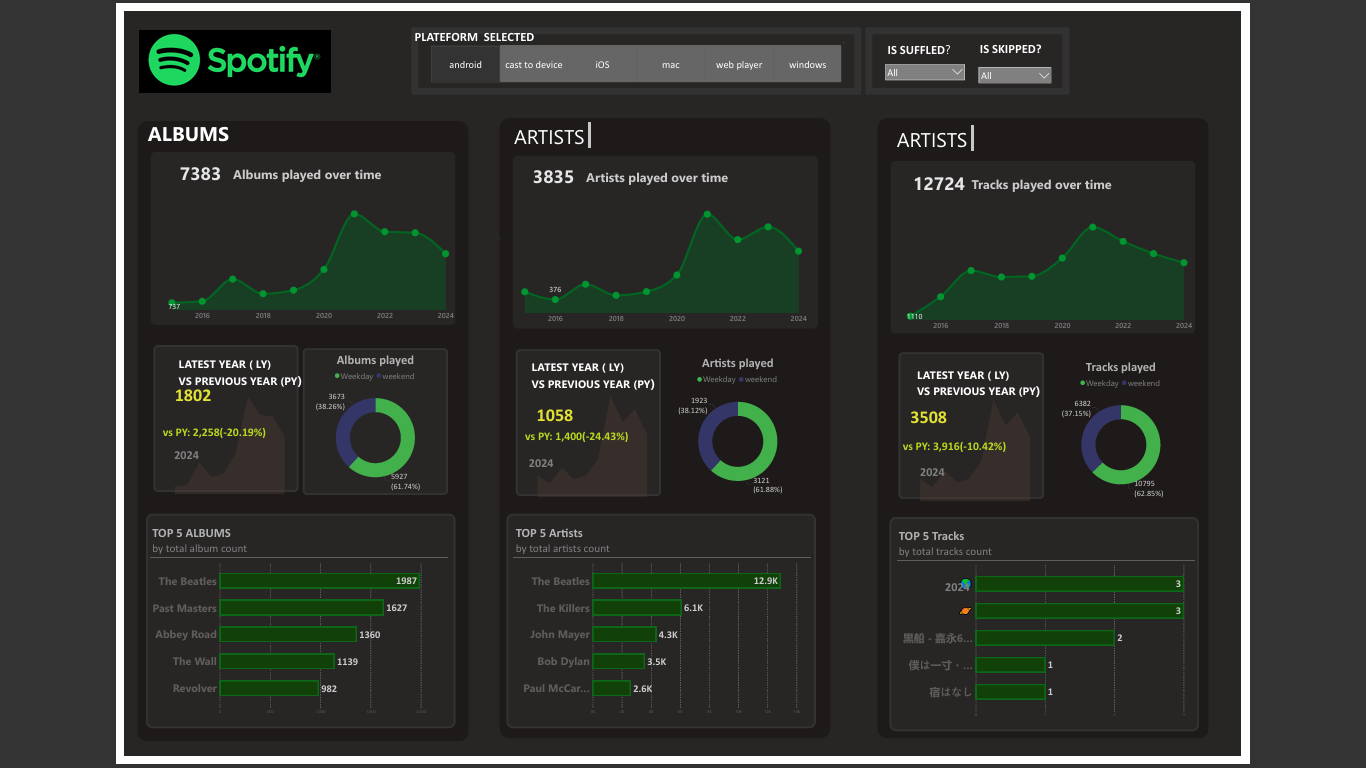 Spotify®
PLATEFORM SELECTED
android
cast to device
iOS
mac
web player
windows
IS SUFFLED?
All
IS SKIPPED?
All
ALBUMS
7383 Albums played over time
737
2016 2018 2020 2022 2024
LATEST YEAR ( LY)
VS PREVIOUS YEAR (PY)
1802
vs PY: 2,258(-20.19%)
2024
Albums played
Weekday weekend
3673
(38.26%)
5927
(61.74%)
TOP 5 ALBUMS
by total album count
The Beatles 1987
Past Masters 1627
Abbey Road 1360
The Wall 1139
Revolver 982
ARTISTS
3835 Artists played over time
376
2016 2018 2020 2022 2024
LATEST YEAR ( LY)
VS PREVIOUS YEAR (PY)
1058
vs PY: 1,400(-24.43%)
2024
Artists played
Weekday weekend
1923
(38.12%)
3121
(61.88%)
TOP 5 Artists
by total artists count
The Beatles 12.9K
The Killers 6.1K
John Mayer 4.3K
Bob Dylan 3.5K
Paul McCar... 2.6K
ARTISTS
12724 Tracks played over time
1110
2016 2018 2020 2022 2024
LATEST YEAR ( LY)
VS PREVIOUS YEAR (PY)
3508
vs PY: 3,916(-10.42%)
2024
Tracks played
Weekday weekend
6382
(37.15%)
10795
(62.85%)
TOP 5 Tracks
by total tracks count
2024 3
3
黒船 - 嘉永6... 2
僕は一寸 · ... 1
宿はなし 1